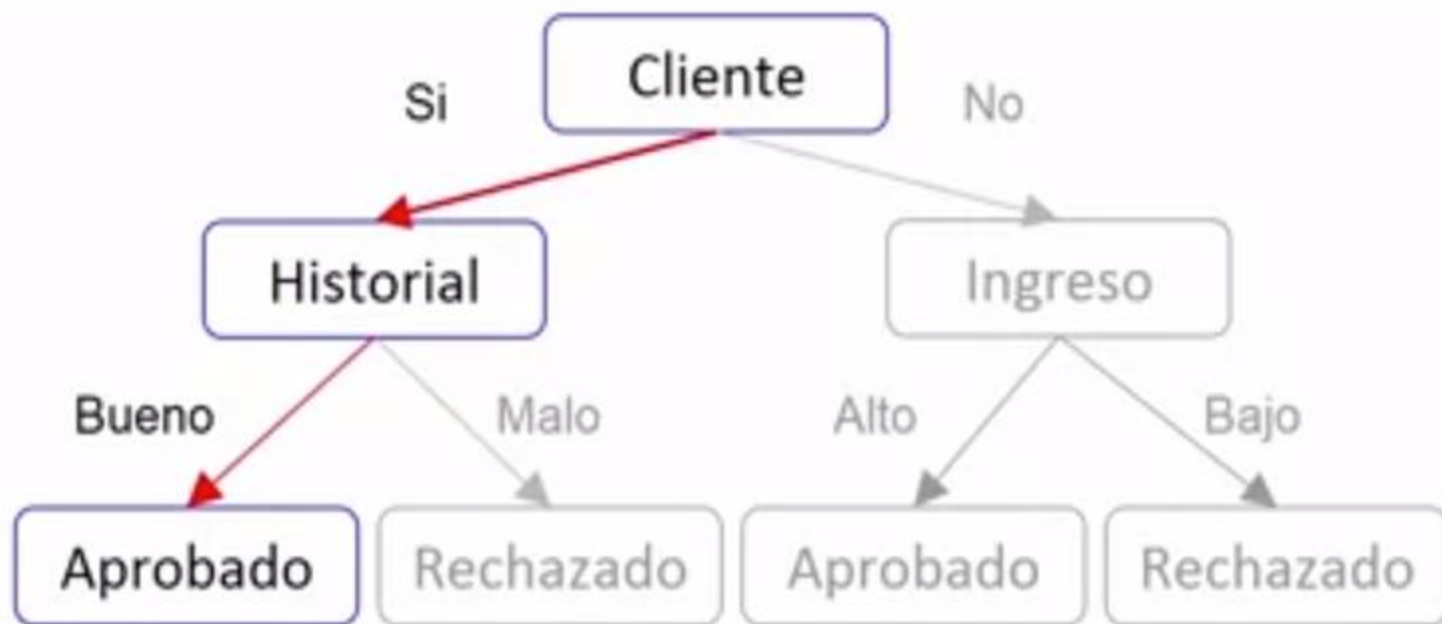 Cliente
Si
No
Historial
Ingreso
Bueno
Malo
Alto
Bajo
Aprobado
Rechazado
Aprobado
Rechazado